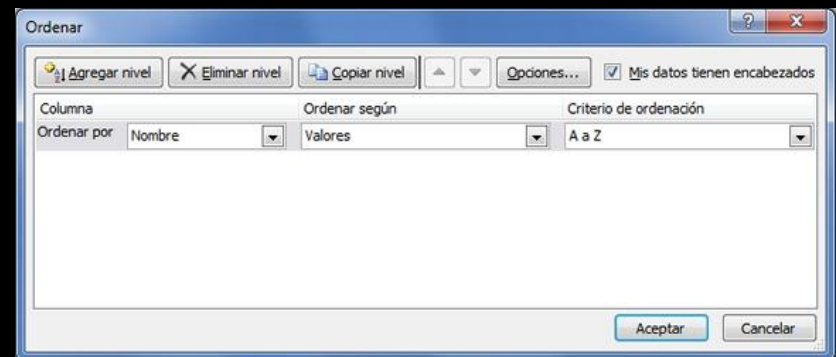 Ordenar
Agregar nivel Eliminar nivel Copiar nivel Opciones... Mis datos tienen encabezados
Columna Ordenar según Criterio de ordenación
Ordenar por Nombre Valores A a Z
Aceptar Cancelar